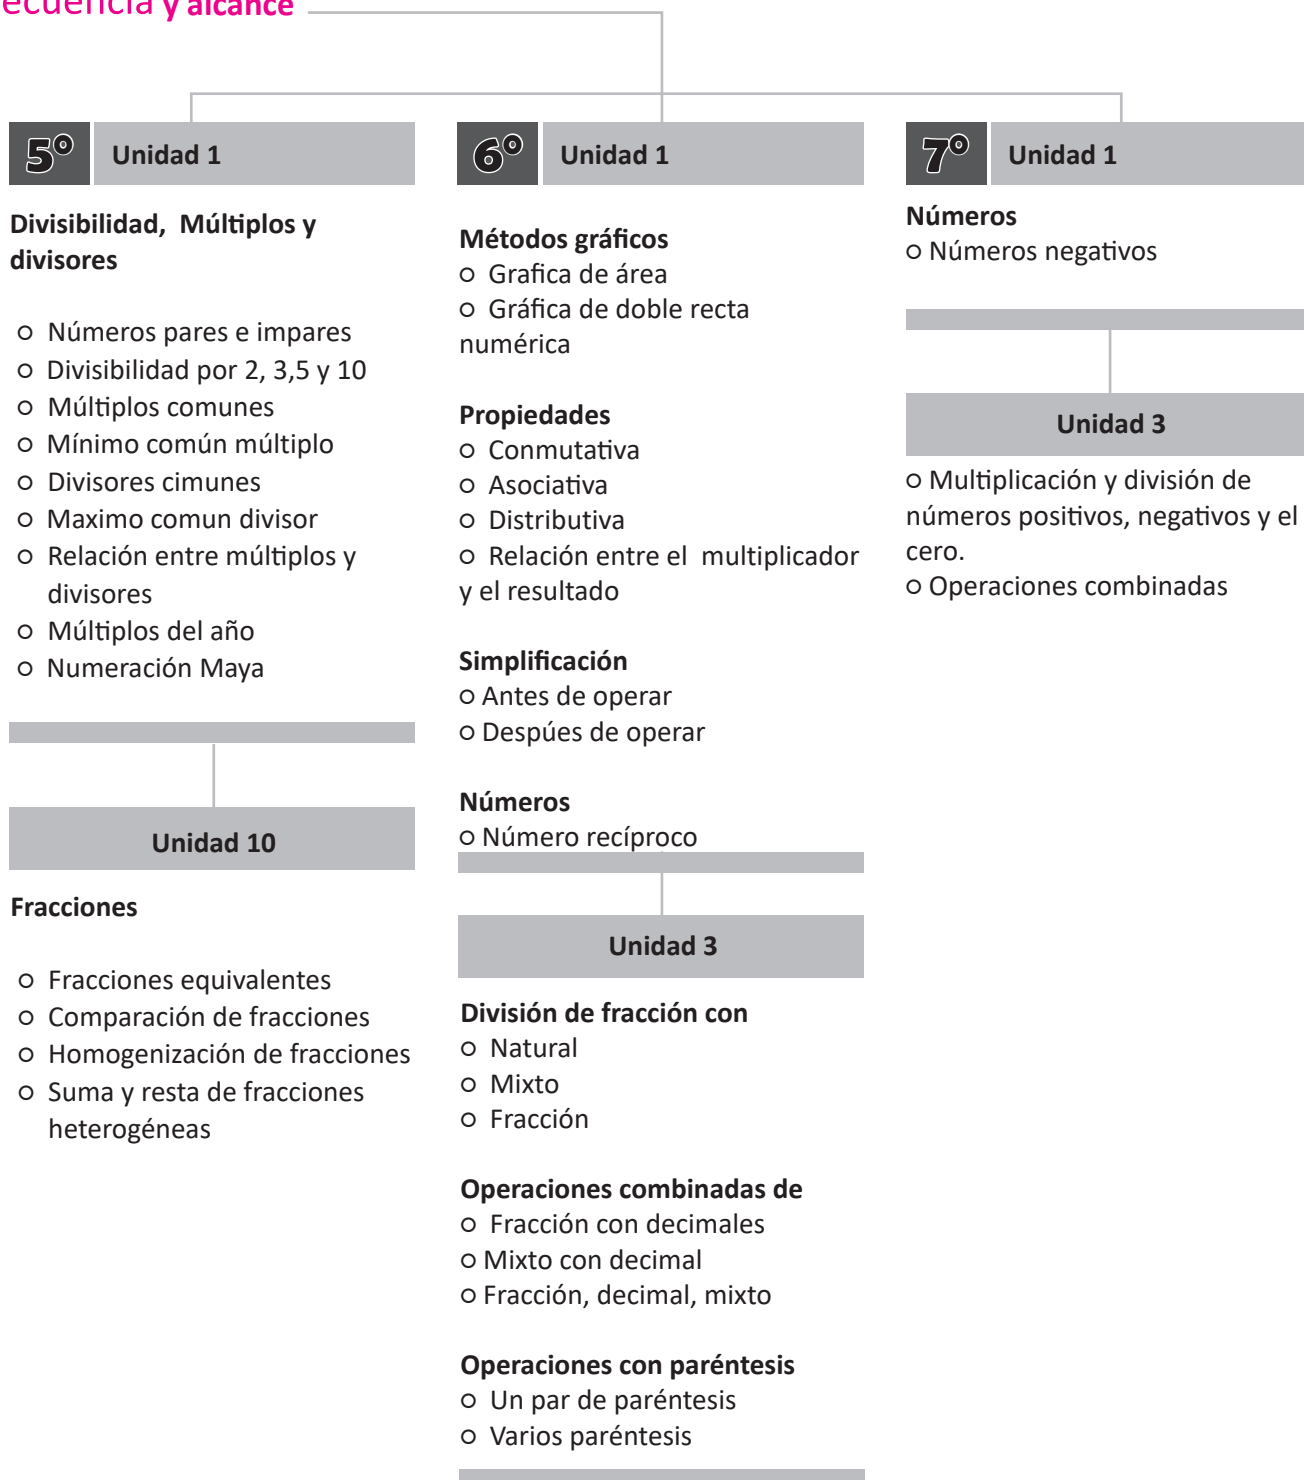 ecuencia y alcance
5º Unidad 1
Divisibilidad, Múltiplos y
divisores
o Números pares e impares
o Divisibilidad por 2, 3,5 y 10
o Múltiplos comunes
o Mínimo común múltiplo
o Divisores cimunes
o Maximo comun divisor
o Relación entre múltiplos y
divisores
o Múltiplos del año
o Numeración Maya
Unidad 10
Fracciones
o Fracciones equivalentes
o Comparación de fracciones
o Homogenización de fracciones
o Suma y resta de fracciones
heterogéneas
6º Unidad 1
Métodos gráficos
o Grafica de área
o Gráfica de doble recta
numérica
Propiedades
o Conmutativa
o Asociativa
o Distributiva
o Relación entre el multiplicador
y el resultado
Simplificación
o Antes de operar
o Despúes de operar
Números
o Número recíproco
Unidad 3
División de fracción con
o Natural
o Mixto
o Fracción
Operaciones combinadas de
o Fracción con decimales
o Mixto con decimal
o Fracción, decimal, mixto
Operaciones con paréntesis
o Un par de paréntesis
o Varios paréntesis
7º Unidad 1
Números
o Números negativos
Unidad 3
o Multiplicación y división de
números positivos, negativos y el
cero.
o Operaciones combinadas